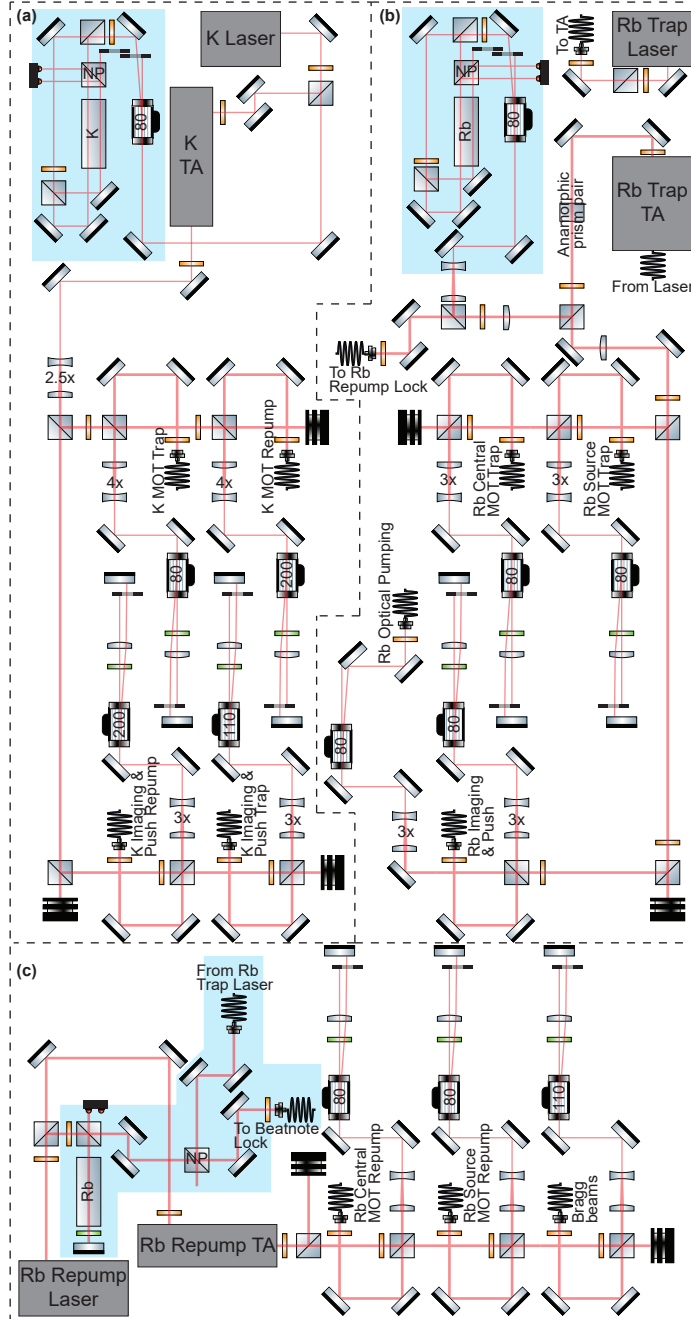 (a)
K Laser
NP
K
80
K
TA
2.5x
4x
K MOT Trap
4x
K MOT Repump
80
200
200
110
K Imaging &
Push Repump
3x
K Imaging &
Push Trap
3x
(b)
To TA
Rb Trap
Laser
NP
Rb
80
Anamorphic
prism pair
Rb Trap
TA
From Laser
To Rb
Repump Lock
3x
Rb Central
MOT Trap
3x
Rb Source
MOT Trap
80
80
Rb Optical Pumping
80
80
3x
Rb Imaging
& Push
3x
(c)
From Rb
Trap Laser
To Beatnote
Lock
NP
Rb
Rb Repump
Laser
Rb Repump TA
80
80
110
Rb Central
MOT Repump
Rb Source
MOT Repump
Bragg
beams